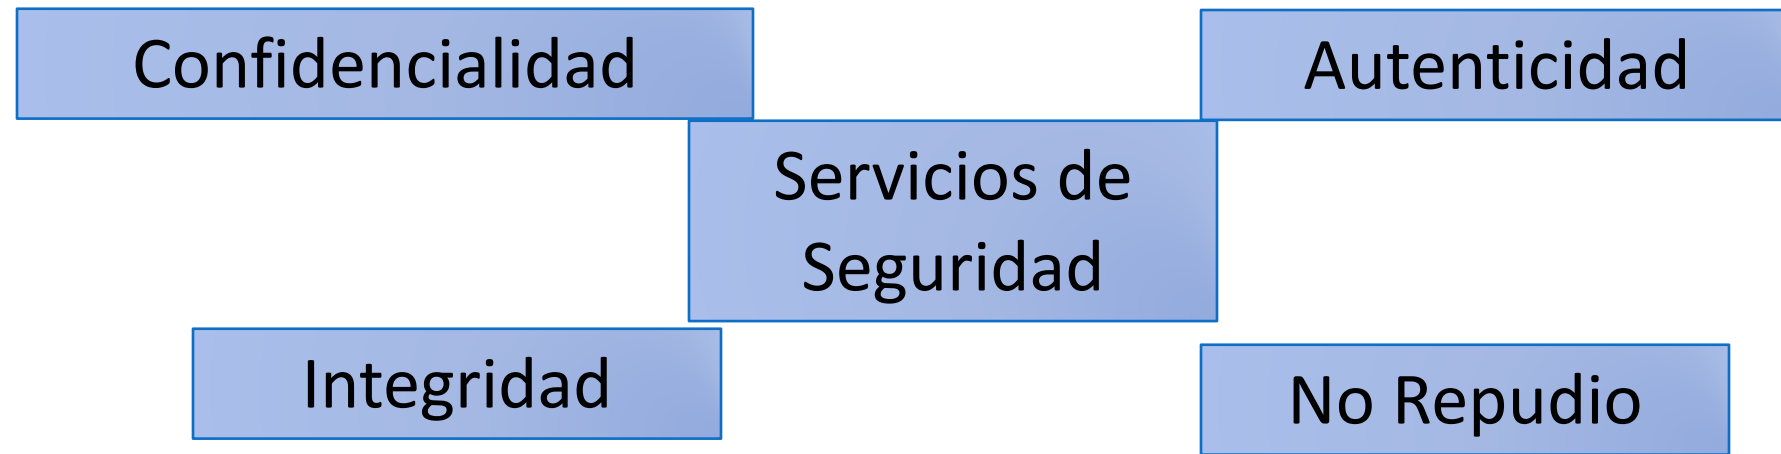 Confidencialidad
Autenticidad
Servicios de
Seguridad
Integridad
No Repudio